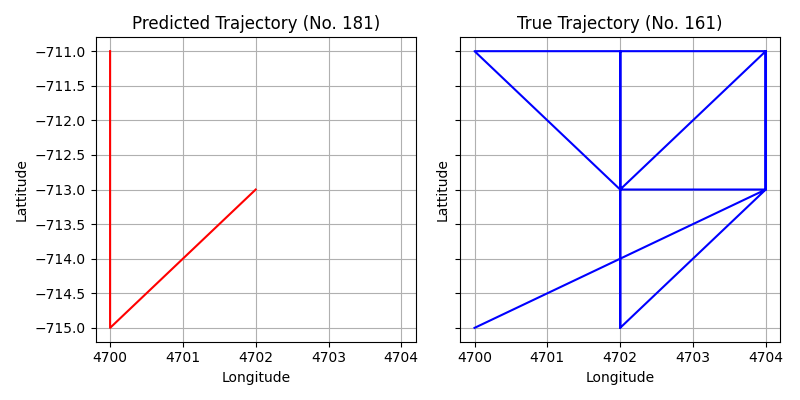 Predicted Trajectory (No. 181)
True Trajectory (No. 161)
−711.0
−711.5
−712.0
−712.5
−713.0
−713.5
−714.0
−714.5
−715.0
Lattitude
Lattitude
4700 4701 4702 4703 4704
4700 4701 4702 4703 4704
Longitude
Longitude